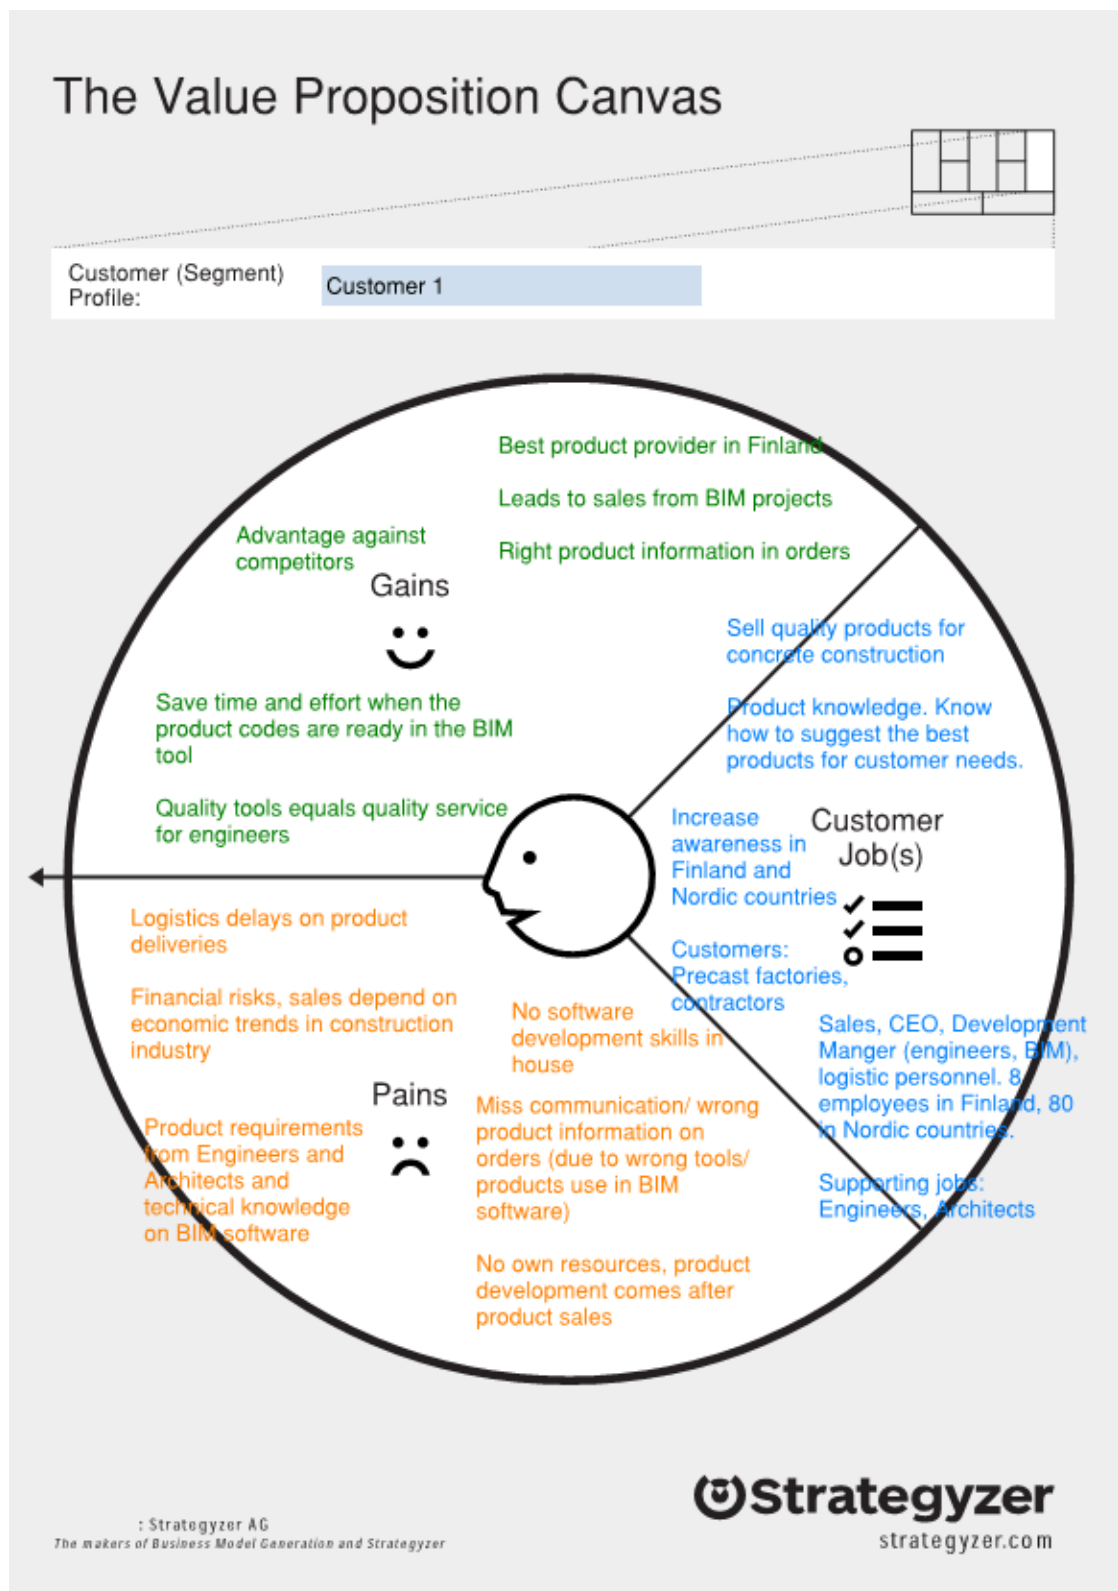 The Value Proposition Canvas
Customer (Segment)
Profile:
Customer 1
Best product provider in Finland
Leads to sales from BIM projects
Right product information in orders
Advantage against
competitors
Gains
Save time and effort when the
product codes are ready in the BIM
tool
Quality tools equals quality service
for engineers
Sell quality products for
concrete construction
Product knowledge. Know
how to suggest the best
products for customer needs.
Increase
awareness in
Finland and
Nordic countries
Customer
Job(s)
Customers:
Precast factories,
contractors
Sales, CEO, Development
Manger (engineers, BIM),
logistic personnel. 8
employees in Finland, 80
in Nordic countries.
Supporting jobs:
Engineers, Architects
Logistics delays on product
deliveries
Financial risks, sales depend on
economic trends in construction
industry
No software
development skills in
house
Pains
Product requirements
from Engineers and
Architects and
technical knowledge
on BIM software
Miss communication/ wrong
product information on
orders (due to wrong tools/
products use in BIM
software)
No own resources, product
development comes after
product sales
Strategyzer
strategyzer.com
: Strategyzer AG
The makers of Business Model Generation and Strategyzer